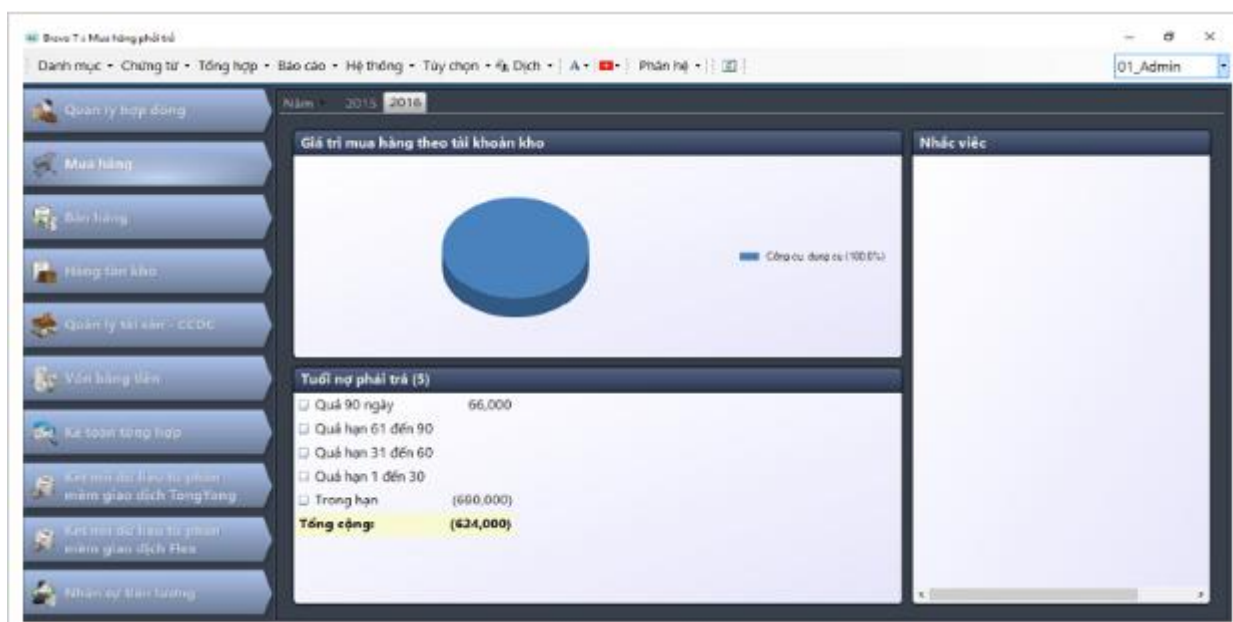 Bravo 7 : Mua hàng phải trả
Danh mục Chứng từ Tổng hợp Báo cáo Hệ thống Tùy chọn Dịch A Phân hệ
01_Admin
Quản lý hợp đồng
Mua hàng
Bán hàng
Hàng tồn kho
Quản lý tài sản - CCDC
Vốn bằng tiền
Kế toán tổng hợp
Kết nối dữ liệu từ phần
mềm giao dịch TongYang
Kết nối dữ liệu từ phần
mềm giao dịch Flex
Nhân sự tiền lương
Năm 2015 2016
Giá trị mua hàng theo tài khoản kho
Công cụ, dụng cụ (100.0%)
Tuổi nợ phải trả (5)
Quá 90 ngày 66,000
Quá hạn 61 đến 90
Quá hạn 31 đến 60
Quá hạn 1 đến 30
Trong hạn (690,000)
Tổng cộng: (624,000)
Nhắc việc